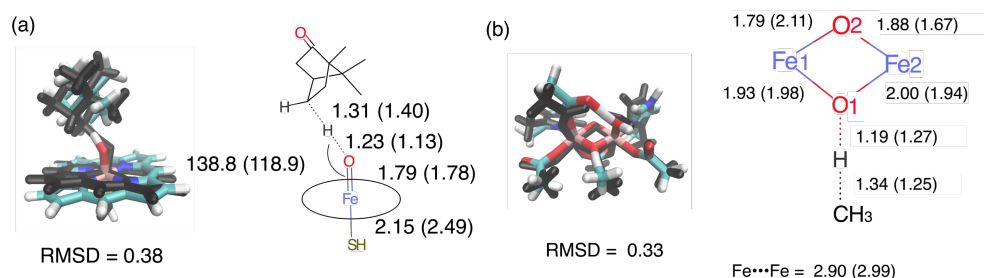 (a)
O
H
H
1.31 (1.40)
1.23 (1.13)
O
138.8 (118.9)
1.79 (1.78)
Fe
2.15 (2.49)
SH
RMSD = 0.38
(b)
1.79 (2.11)
O2
1.88 (1.67)
Fe1
Fe2
1.93 (1.98)
O1
2.00 (1.94)
1.19 (1.27)
H
1.34 (1.25)
CH3
RMSD = 0.33
Fe•••Fe = 2.90 (2.99)